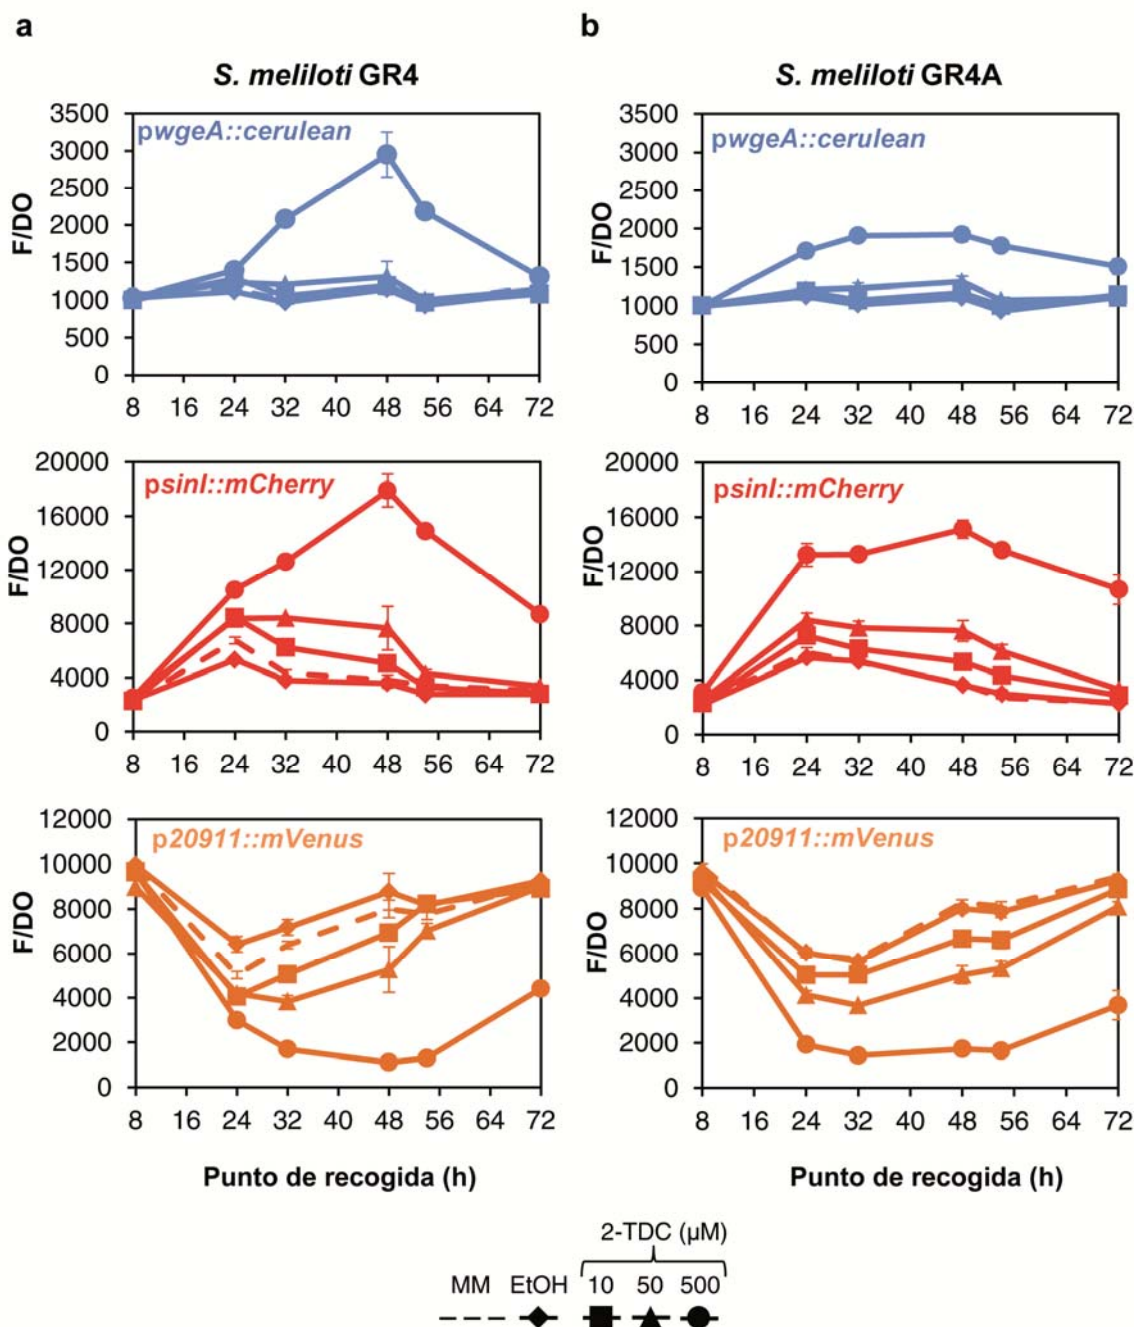 a
b
S. meliloti GR4
S. meliloti GR4A
3500
3000
2500
2000
1500
1000
500
0
F/DO
pwgeA::cerulean
8 16 24 32 40 48 56 64 72
3500
3000
2500
2000
1500
1000
500
0
F/DO
pwgeA::cerulean
8 16 24 32 40 48 56 64 72
20000
16000
12000
8000
4000
0
F/DO
psinI::mCherry
8 16 24 32 40 48 56 64 72
20000
16000
12000
8000
4000
0
F/DO
psinI::mCherry
8 16 24 32 40 48 56 64 72
12000
10000
8000
6000
4000
2000
0
F/DO
p20911::mVenus
8 16 24 32 40 48 56 64 72
Punto de recogida (h)
12000
10000
8000
6000
4000
2000
0
F/DO
p20911::mVenus
8 16 24 32 40 48 56 64 72
Punto de recogida (h)
2-TDC (µM)
MM EtOH 10 50 500